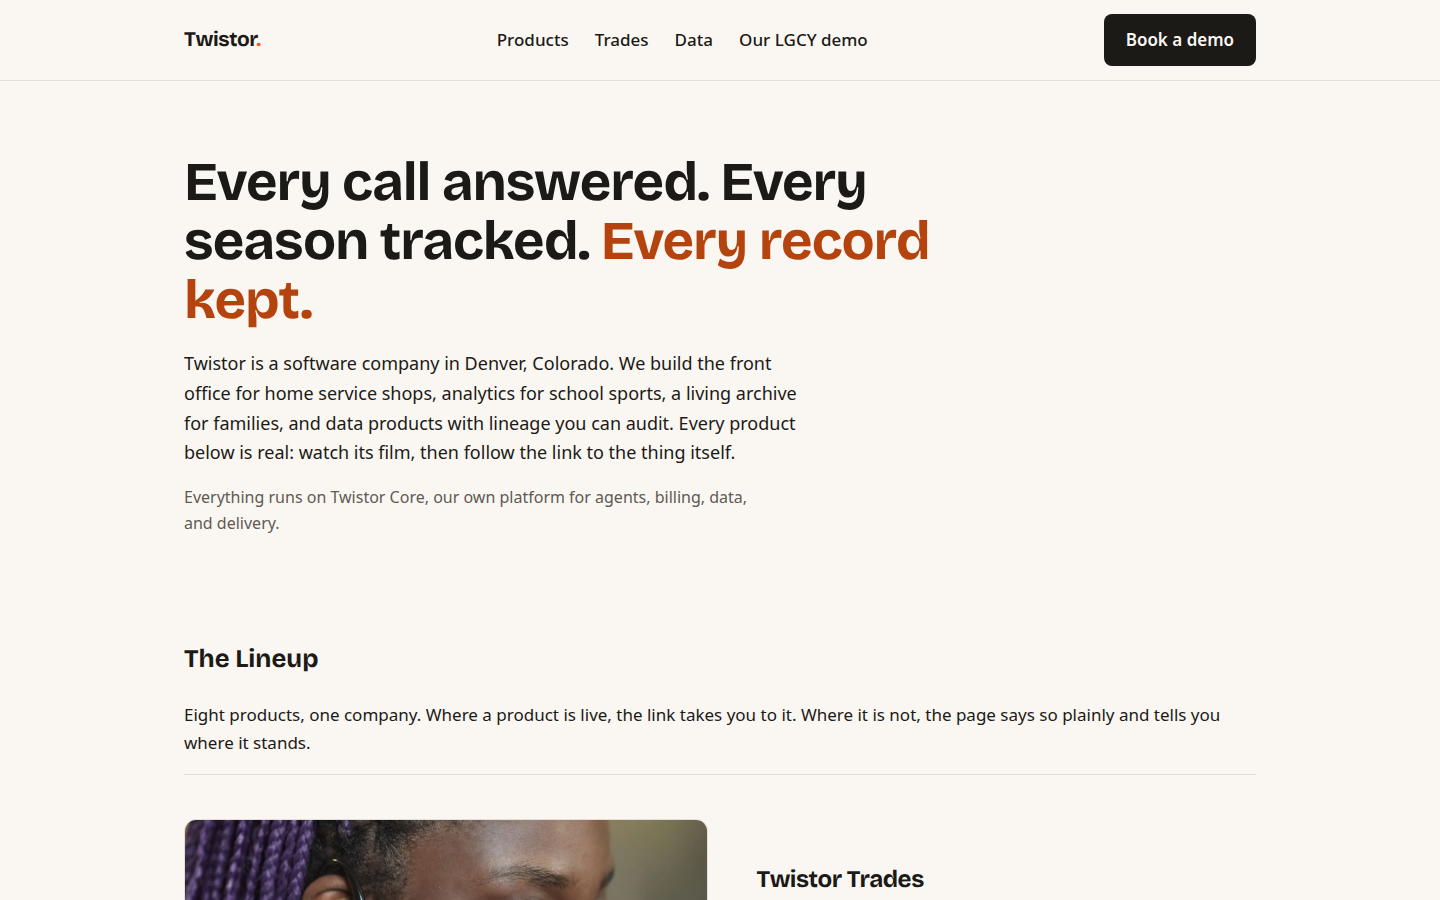 Twistor.
Products
Trades
Data
Our LGCY demo
Book a demo
Every call answered. Every
season tracked. Every record
kept.
Twistor is a software company in Denver, Colorado. We build the front
office for home service shops, analytics for school sports, a living archive
for families, and data products with lineage you can audit. Every product
below is real: watch its film, then follow the link to the thing itself.
Everything runs on Twistor Core, our own platform for agents, billing, data,
and delivery.
The Lineup
Eight products, one company. Where a product is live, the link takes you to it. Where it is not, the page says so plainly and tells you
where it stands.
Twistor Trades